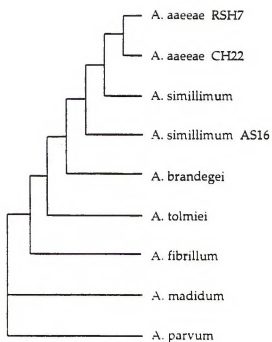 A. aaeeae RSH7
A. aaeeae CH22
A. simillimum
A. simillimum AS16
A. brandegei
A. tolmiei
A. fibrillum
A. madidum
A. parvum